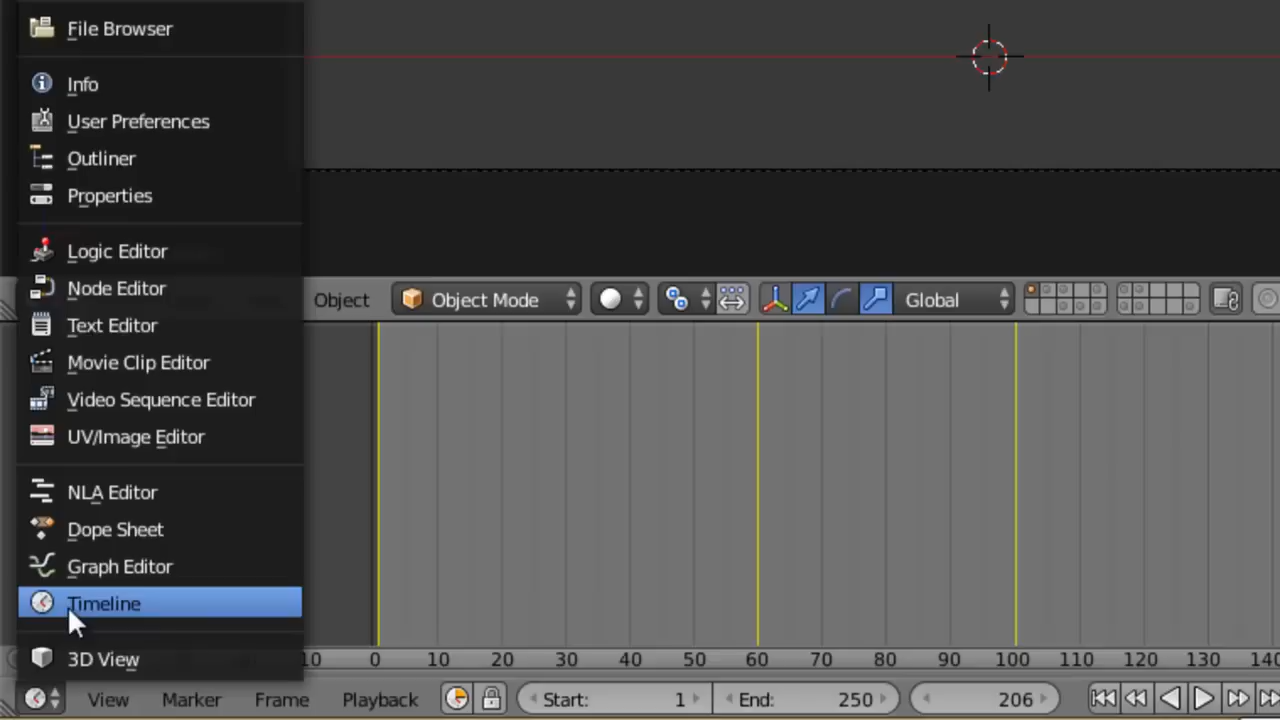 File Browser
Info
User Preferences
Outliner
Properties
Logic Editor
Node Editor
Text Editor
Movie Clip Editor
Video Sequence Editor
UV/Image Editor
NLA Editor
Dope Sheet
Graph Editor
Timeline
3D View
Object Object Mode Global
10 0 10 20 30 40 50 60 70 80 90 100 110 120 130 140
View Marker Frame Playback Start: 1 End: 250 206